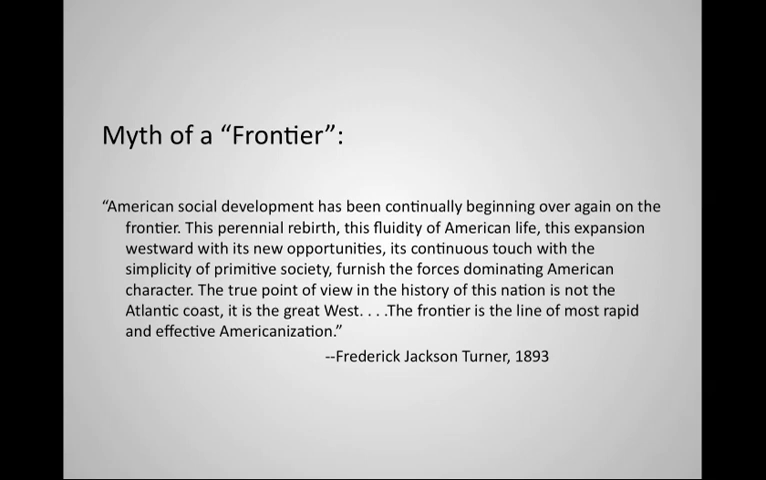 Myth of a “Frontier”:
“American social development has been continually beginning over again on the
frontier. This perennial rebirth, this fluidity of American life, this expansion
westward with its new opportunities, its continuous touch with the
simplicity of primitive society, furnish the forces dominating American
character. The true point of view in the history of this nation is not the
Atlantic coast, it is the great West. . . .The frontier is the line of most rapid
and effective Americanization.”
--Frederick Jackson Turner, 1893